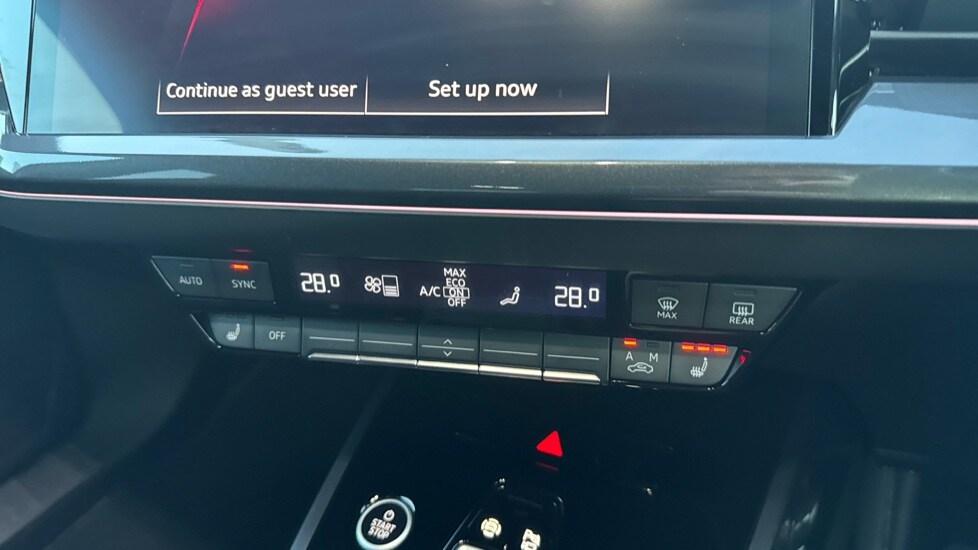 Continue as guest user
Set up now
AUTO
SYNC
28.0
A/C
MAX
ECO
ON
OFF
28.0
MAX
REAR
OFF
A M
START
STOP